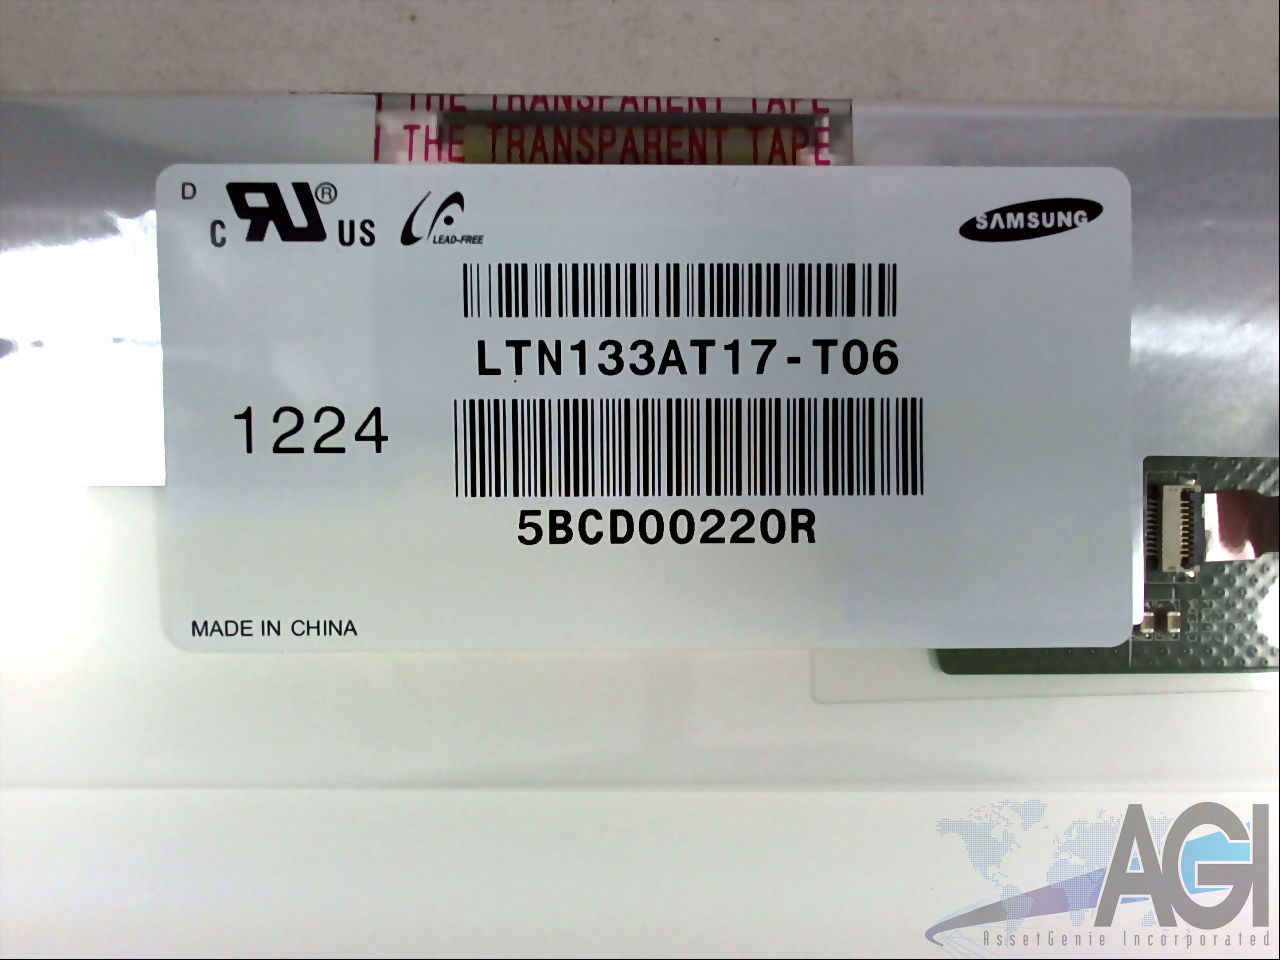 THE TRANSPARENT TAPE
THE TRANSPARENT TAPE
D
C RU® US
LEAD-FREE
SAMSUNG
LTN133AT17-T06
1224
5BCD00220R
MADE IN CHINA
AGI
AssetGenie Incorporated